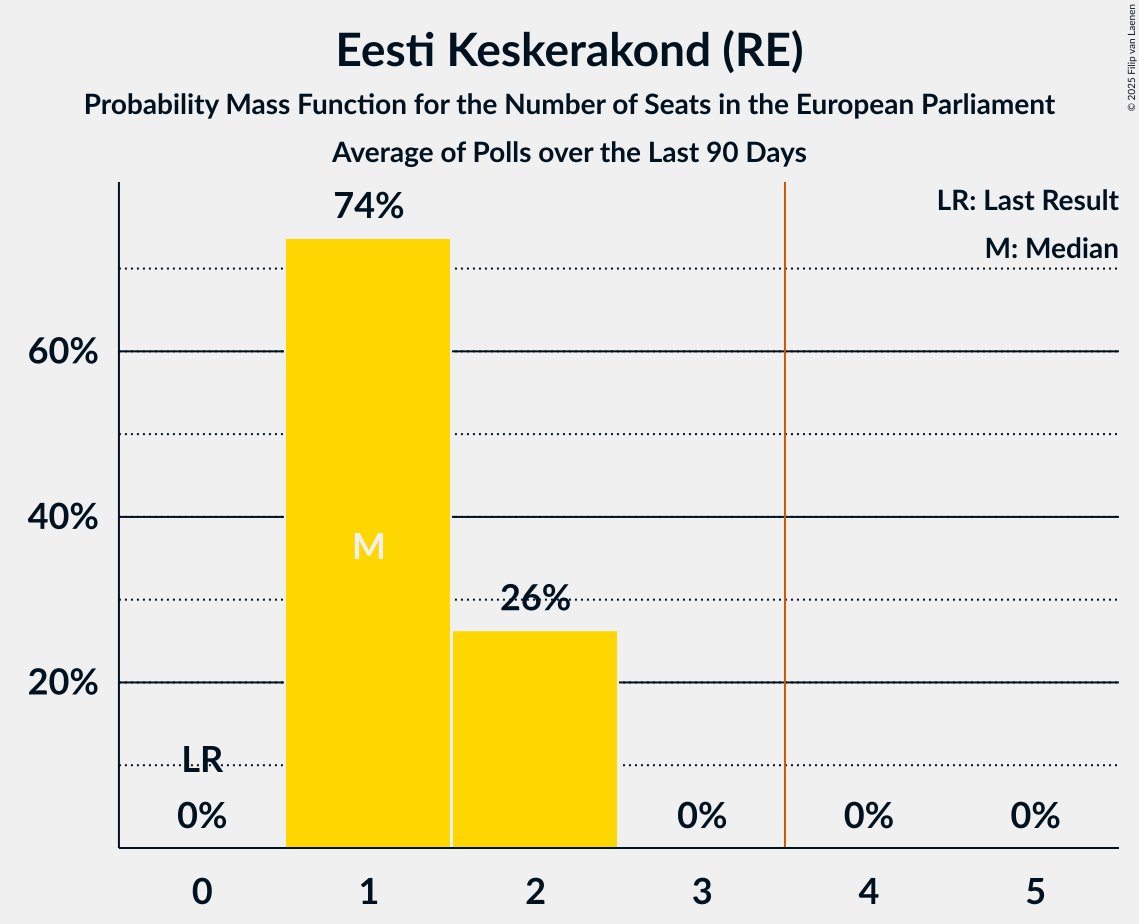 Eesti Keskerakond (RE)
Probability Mass Function for the Number of Seats in the European Parliament
Average of Polls over the Last 90 Days
© 2025 Filip van Laenen
LR: Last Result
M: Median
74%
60%
40%
M
26%
20%
LR
0%
0%
0%
0%
0
1
2
3
4
5